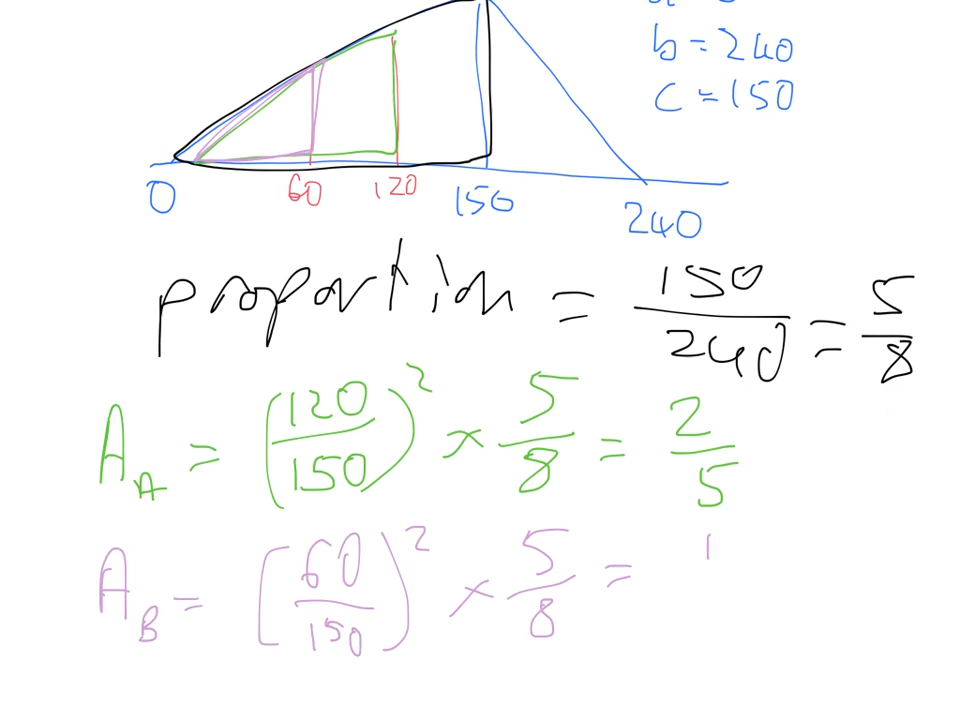 b = 240
c = 150
0 60 120 150 240
proportion = 150/240 = 5/8
A_A = (120/150)^2 × 5/8 = 2/5
A_B = [60/150)^2 × 5/8 = 1